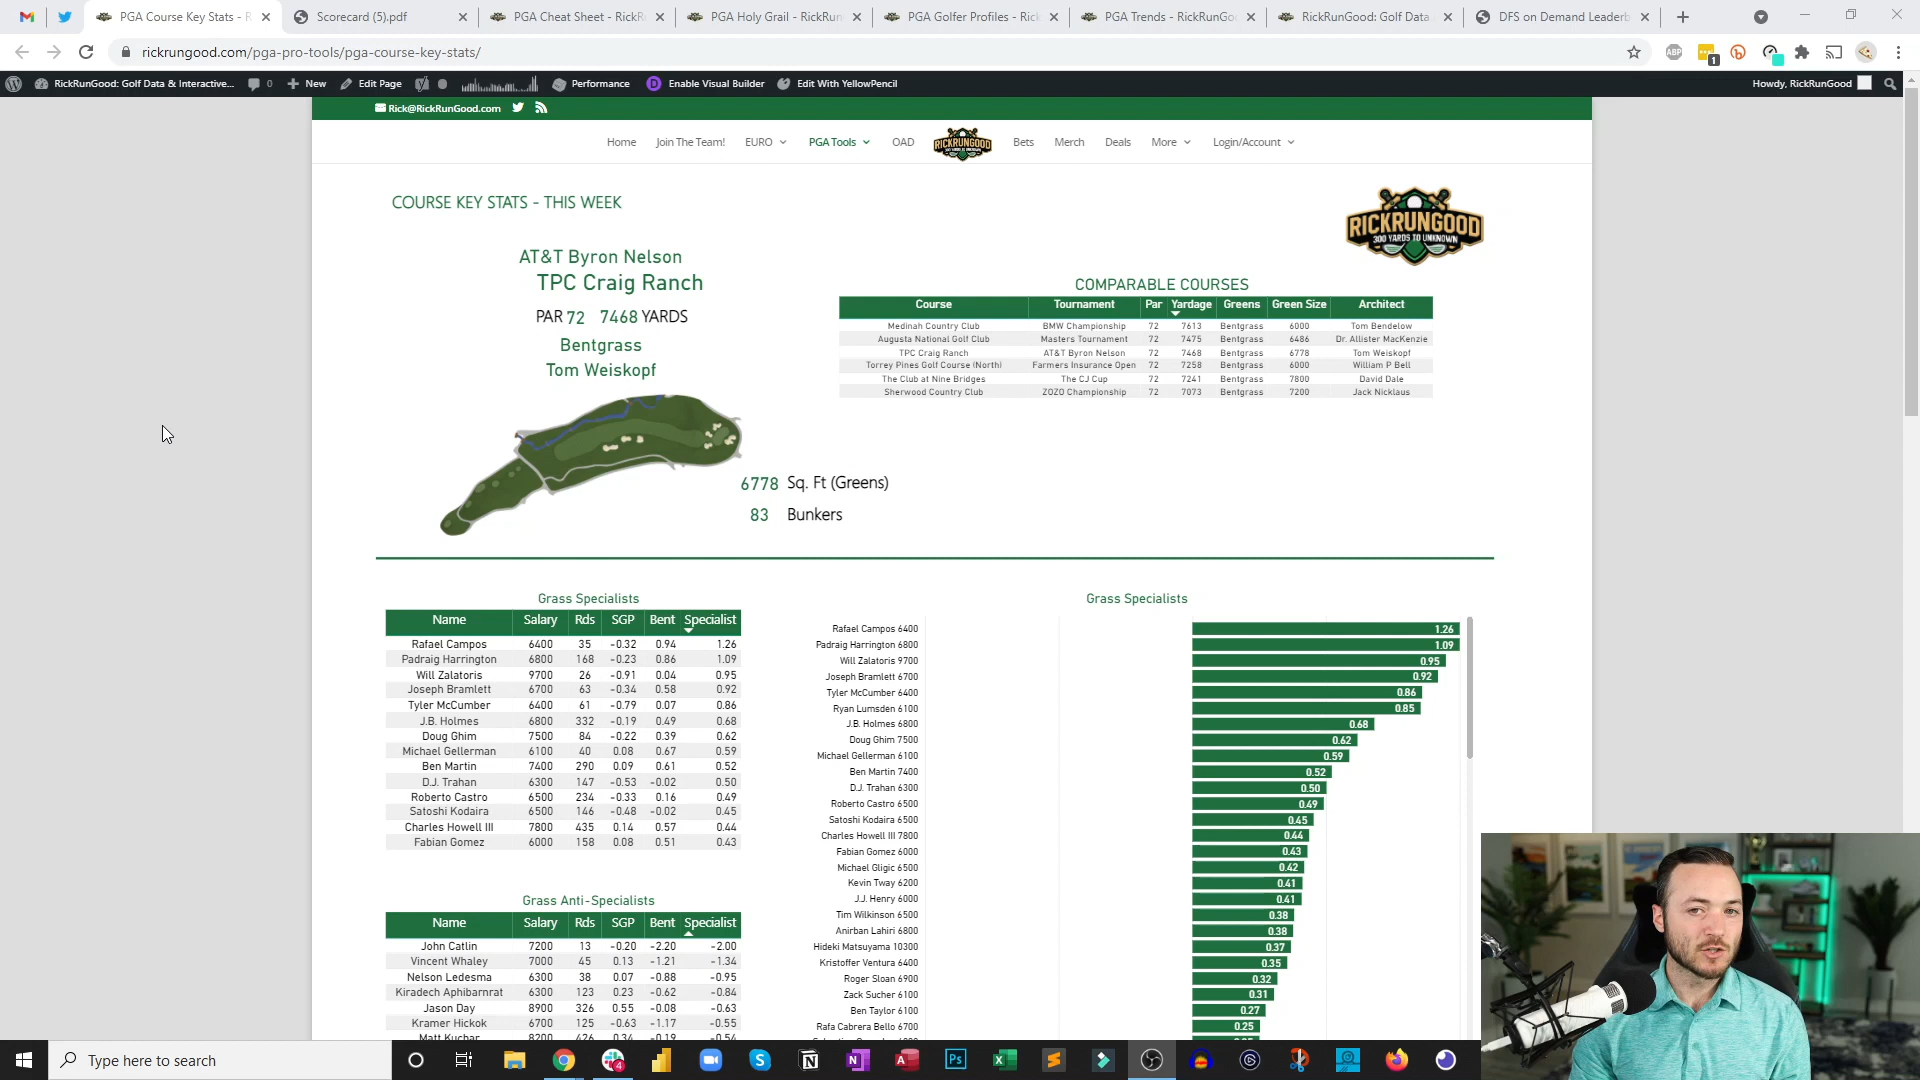 PGA Course Key Stats - R
Scorecard (5).pdf
PGA Cheat Sheet - RickR
PGA Holy Grail - RickRun
PGA Golfer Profiles - Rick
PGA Trends - RickRunGo
RickRunGood: Golf Data
DFS on Demand Leaderb
rickrungood.com/pga-pro-tools/pga-course-key-stats/
ABP
1
RickRunGood: Golf Data & Interactive... 0 New Edit Page Performance Enable Visual Builder Edit With YellowPencil Howdy, RickRunGood
Rick@RickRunGood.com
Home Join The Team! EURO PGA Tools OAD RICKRUNGOOD Bets Merch Deals More Login/Account
COURSE KEY STATS - THIS WEEK
RICKRUNGOOD
300 YARDS TO UNKNOWN
AT&T Byron Nelson
TPC Craig Ranch
PAR 72 7468 YARDS
Bentgrass
Tom Weiskopf
6778 Sq. Ft (Greens)
83 Bunkers
COMPARABLE COURSES
Course Tournament Par Yardage Greens Green Size Architect
Medinah Country Club BMW Championship 72 7613 Bentgrass 6000 Tom Bendelow
Augusta National Golf Club Masters Tournament 72 7475 Bentgrass 6486 Dr. Allister MacKenzie
TPC Craig Ranch AT&T Byron Nelson 72 7468 Bentgrass 6778 Tom Weiskopf
Torrey Pines Golf Course (North) Farmers Insurance Open 72 7258 Bentgrass 6000 William P Bell
The Club at Nine Bridges The CJ Cup 72 7241 Bentgrass 7800 David Dale
Sherwood Country Club ZOZO Championship 72 7073 Bentgrass 7200 Jack Nicklaus
Grass Specialists
Name Salary Rds SGP Bent Specialist
Rafael Campos 6400 35 -0.32 0.94 1.26
Padraig Harrington 6800 168 -0.23 0.86 1.09
Will Zalatoris 9700 26 -0.91 0.04 0.95
Joseph Bramlett 6700 63 -0.34 0.58 0.92
Tyler McCumber 6400 61 -0.79 0.07 0.86
J.B. Holmes 6800 332 -0.19 0.49 0.68
Doug Ghim 7500 84 -0.22 0.39 0.62
Michael Gellerman 6100 40 0.08 0.67 0.59
Ben Martin 7400 290 0.09 0.61 0.52
D.J. Trahan 6300 147 -0.53 -0.02 0.50
Roberto Castro 6500 234 -0.33 0.16 0.49
Satoshi Kodaira 6500 146 -0.48 -0.02 0.45
Charles Howell III 7800 435 0.14 0.57 0.44
Fabian Gomez 6000 158 0.08 0.51 0.43
Grass Anti-Specialists
Name Salary Rds SGP Bent Specialist
John Catlin 7200 13 -0.20 -2.20 -2.00
Vincent Whaley 7000 45 0.13 -1.21 -1.34
Nelson Ledesma 6300 38 0.07 -0.88 -0.95
Kiradech Aphibarnrat 6300 123 0.23 -0.62 -0.84
Jason Day 8900 326 0.55 -0.08 -0.63
Kramer Hickok 6700 125 -0.63 -1.17 -0.55
Matt Kuchar 8200 426 0.34 -0.19 -0.54
Grass Specialists
Rafael Campos 6400 1.26
Padraig Harrington 6800 1.09
Will Zalatoris 9700 0.95
Joseph Bramlett 6700 0.92
Tyler McCumber 6400 0.86
Ryan Lumsden 6100 0.85
J.B. Holmes 6800 0.68
Doug Ghim 7500 0.62
Michael Gellerman 6100 0.59
Ben Martin 7400 0.52
D.J. Trahan 6300 0.50
Roberto Castro 6500 0.49
Satoshi Kodaira 6500 0.45
Charles Howell III 7800 0.44
Fabian Gomez 6000 0.43
Michael Gligic 6500 0.42
Kevin Tway 6200 0.41
J.J. Henry 6000 0.41
Tim Wilkinson 6500 0.38
Anirban Lahiri 6800 0.38
Hideki Matsuyama 10300 0.37
Kristoffer Ventura 6400 0.35
Roger Sloan 6900 0.32
Zack Sucher 6100 0.31
Ben Taylor 6100 0.27
Rafa Cabrera Bello 6700 0.25
Type here to search
4